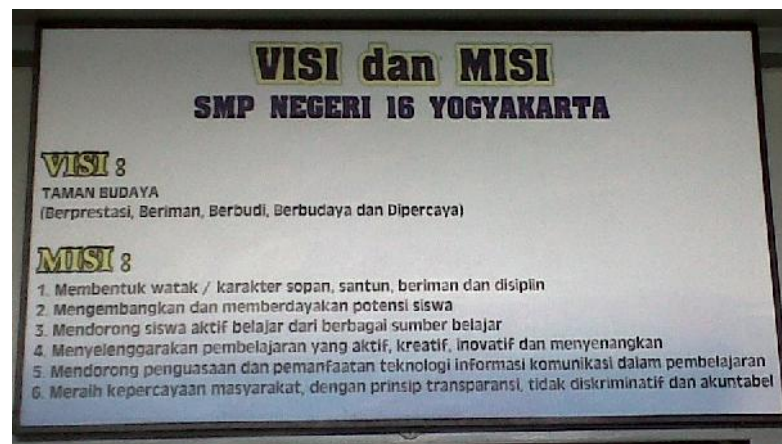 VISI dan MISI
SMP NEGERI 16 YOGYAKARTA
VISI :
TAMAN BUDAYA
(Berprestasi, Beriman, Berbudi, Berbudaya dan Dipercaya)
MISI :
1. Membentuk watak / karakter sopan, santun, beriman dan disiplin
2. Mengembangkan dan memberdayakan potensi siswa
3. Mendorong siswa aktif belajar dari berbagai sumber belajar
4. Menyelenggarakan pembelajaran yang aktif, kreatif, inovatif dan menyenangkan
5. Mendorong penguasaan dan pemanfaatan teknologi informasi komunikasi dalam pembelajaran
6. Meraih kepercayaan masyarakat, dengan prinsip transparansi, tidak diskriminatif dan akuntabel